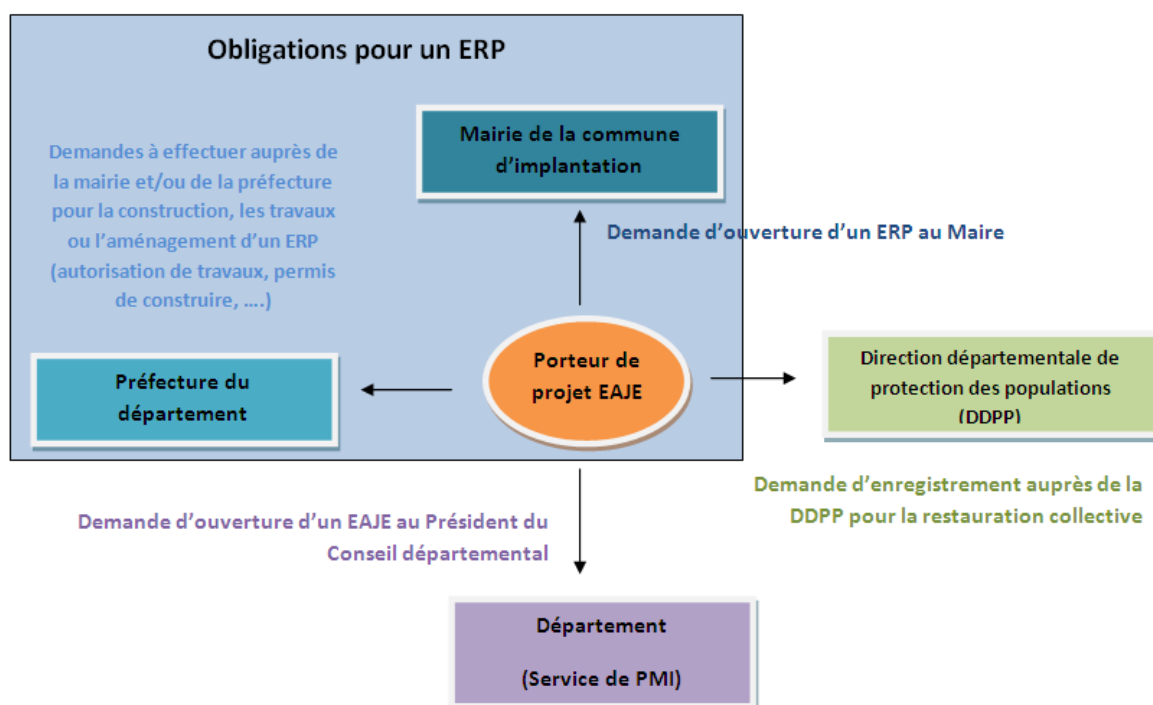 Obligations pour un ERP
Mairie de la commune
d'implantation
Demandes à effectuer auprès de
la mairie et/ou de la préfecture
pour la construction, les travaux
ou l'aménagement d'un ERP
(autorisation de travaux, permis
de construire, ....)
Demande d'ouverture d'un ERP au Maire
Préfecture du
département
Porteur de
projet EAJE
Direction départementale de
protection des populations
(DDPP)
Demande d'enregistrement auprès de la
DDPP pour la restauration collective
Demande d'ouverture d'un EAJE au Président du
Conseil départemental
Département
(Service de PMI)